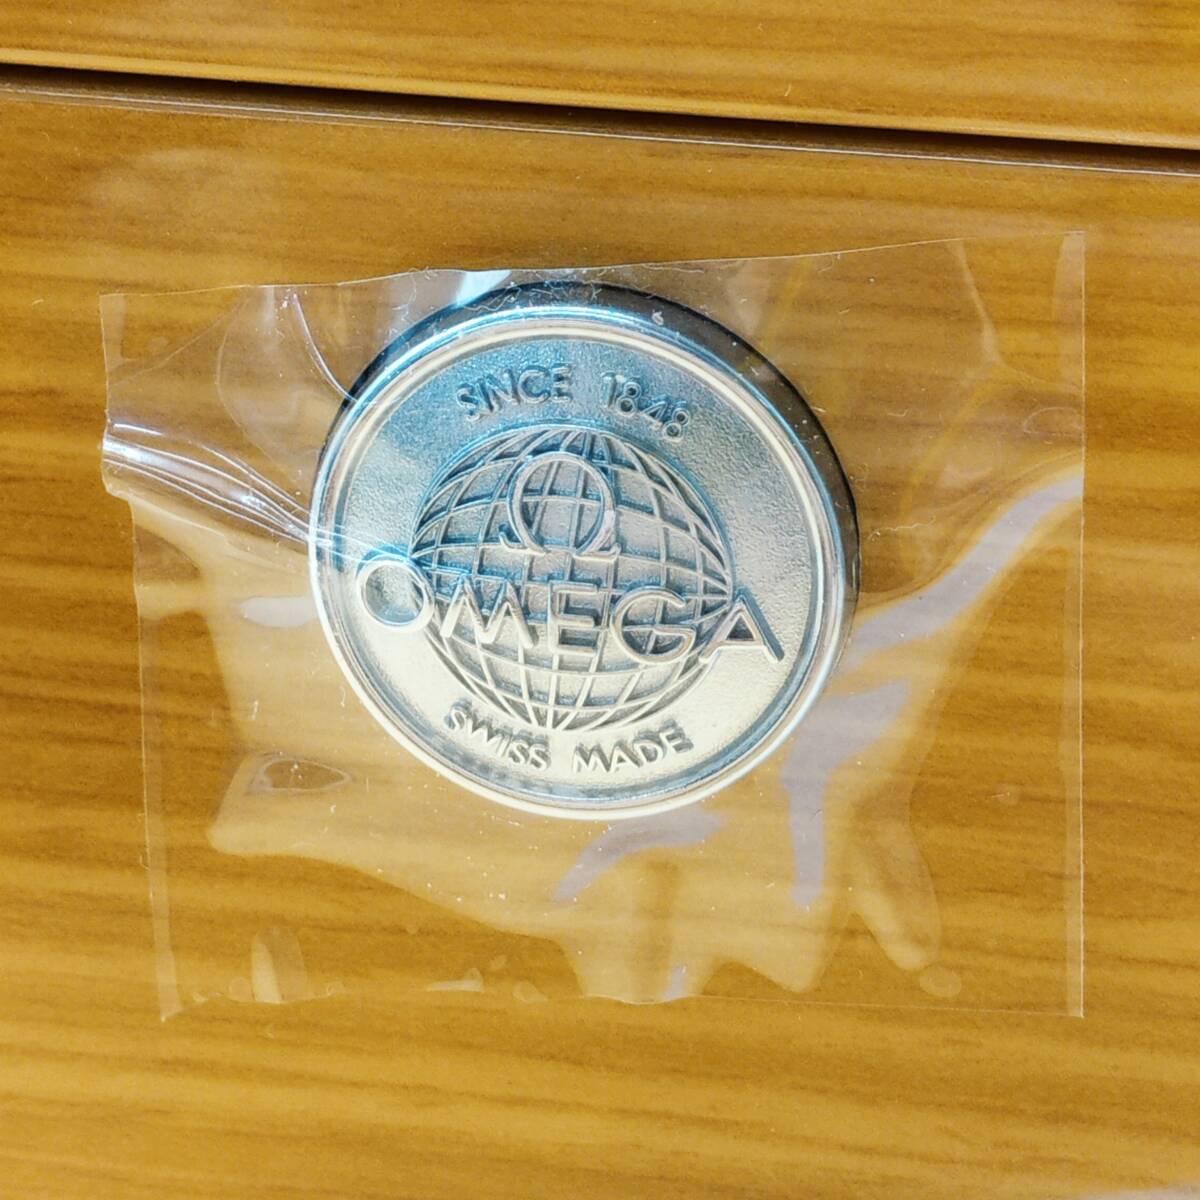 SINCE 1848
Ω
OMEGA
SWISS MADE